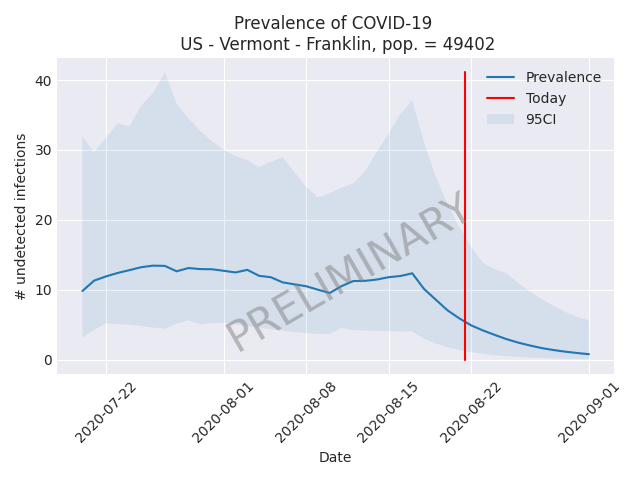 Prevalence of COVID-19
US - Vermont - Franklin, pop. = 49402
# undetected infections
40
30
20
10
0
Prevalence
Today
95CI
PRELIMINARY
2020-07-22
2020-08-01
2020-08-08
2020-08-15
2020-08-22
2020-09-01
Date